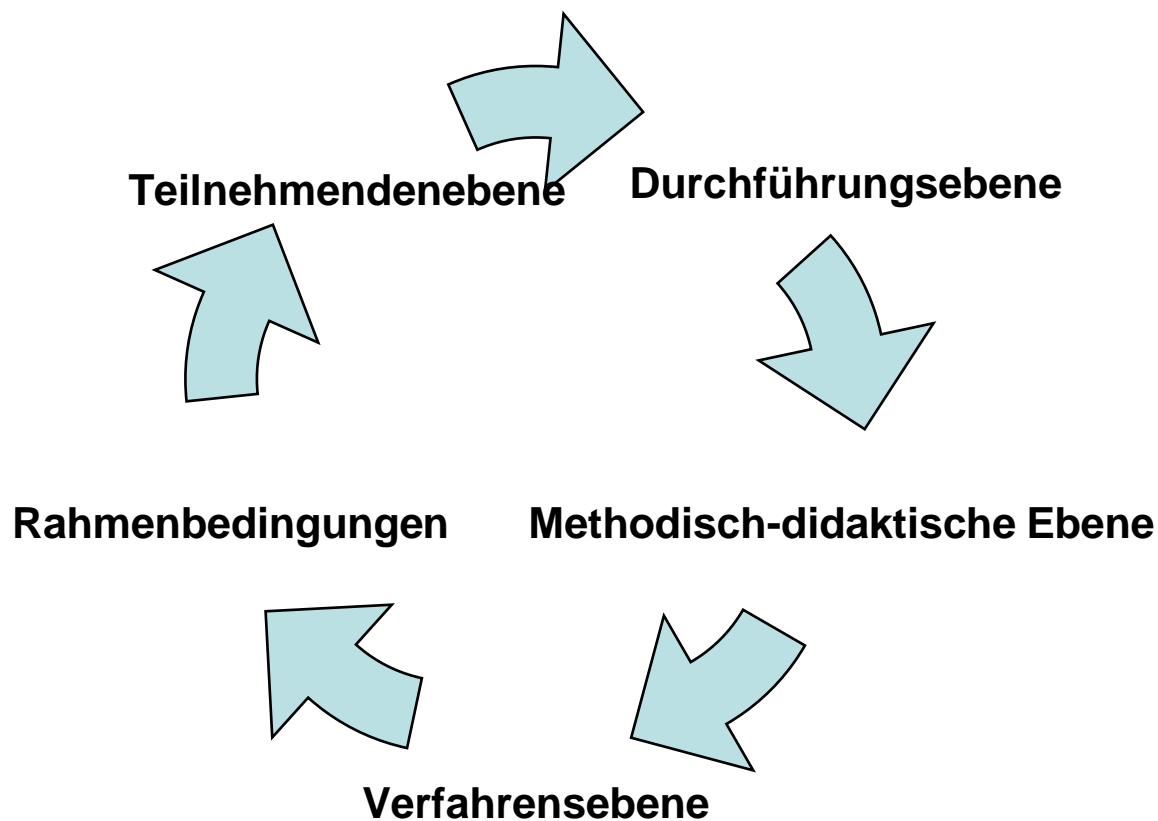 Teilnehmendenebene
Durchführungsebene
Rahmenbedingungen
Methodisch-didaktische Ebene
Verfahrensebene